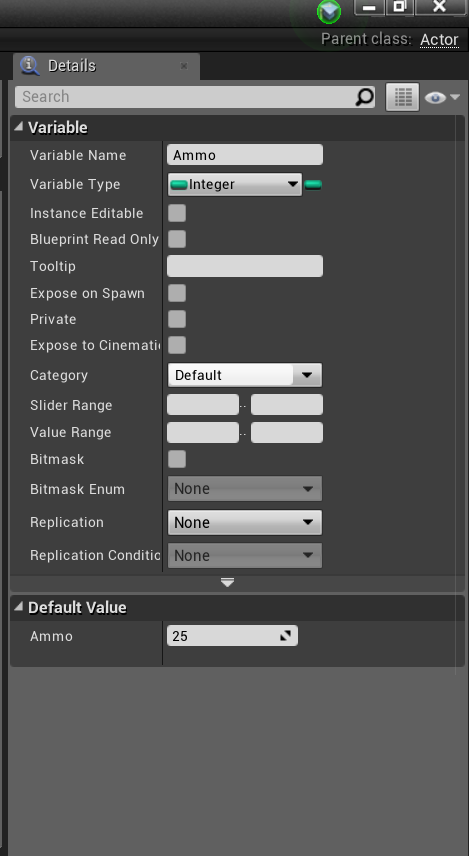 Parent class: Actor
Details
Search
Variable
Variable Name Ammo
Variable Type Integer
Instance Editable
Blueprint Read Only
Tooltip
Expose on Spawn
Private
Expose to Cinemati
Category Default
Slider Range ..
Value Range ..
Bitmask
Bitmask Enum None
Replication None
Replication Conditic
None
Default Value
Ammo 25